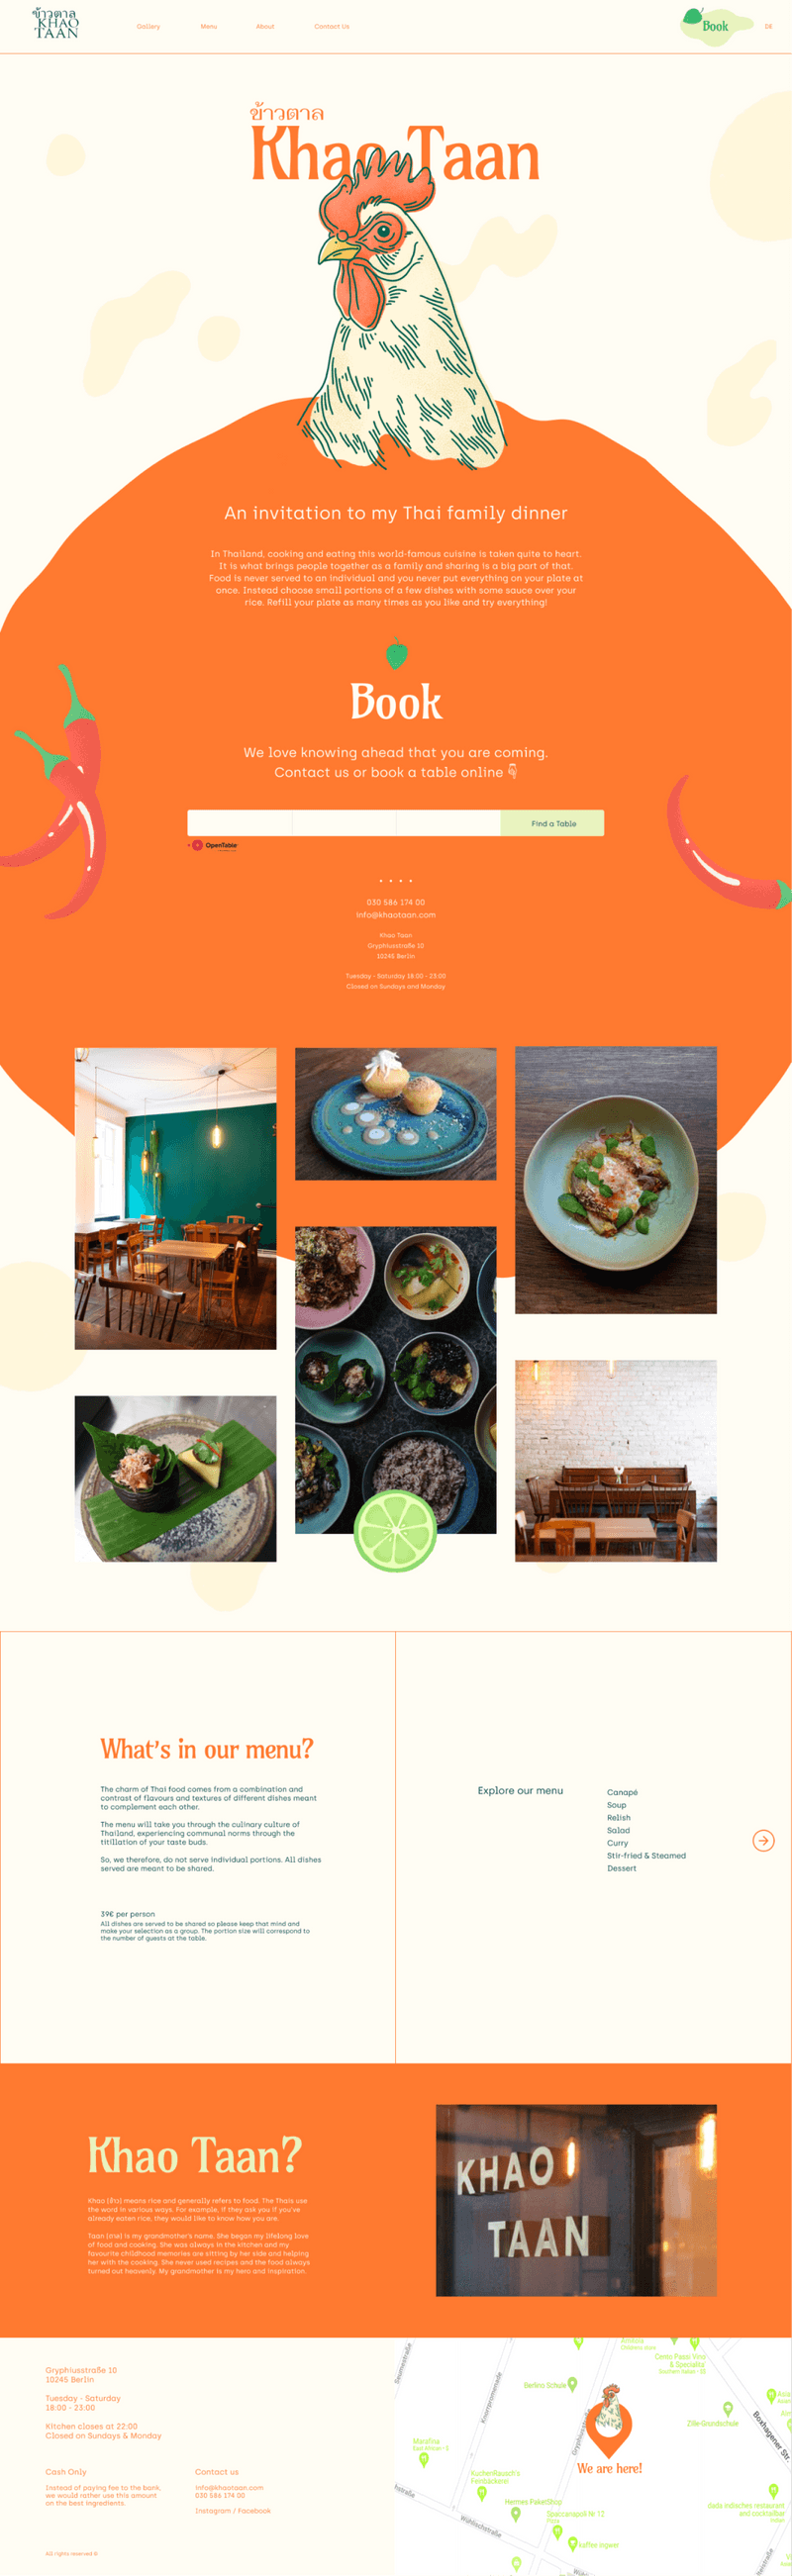 ข้าวตาล
KHAO
TAAN
Gallery
Menu
About
Contact Us
Book
DE
ข้าวตาล
Khao Taan
An invitation to my Thai family dinner
In Thailand, cooking and eating this world-famous cuisine is taken quite to heart.
It is what brings people together as a family and sharing is a big part of that.
Food is never served to an individual and you never put everything on your plate at
once. Instead choose small portions of a few dishes with some sauce over your
rice. Refill your plate as many times as you like and try everything!
Book
We love knowing ahead that you are coming.
Contact us or book a table online 👇
Find a Table
OpenTable
030 586 174 00
info@khaotaan.com
Khao Taan
Gryphiusstraße 10
10245 Berlin
Tuesday - Saturday 18:00 - 23:00
Closed on Sundays and Monday
What's in our menu?
The charm of Thai food comes from a combination and
contrast of flavours and textures of different dishes meant
to complement each other.
The menu will take you through the culinary culture of
Thailand, experiencing communal norms through the
titillation of your taste buds.
So, we therefore, do not serve individual portions. All dishes
served are meant to be shared.
39€ per person
All dishes are served to be shared so please keep that mind and
make your selection as a group. The portion size will correspond to
the number of guests at the table.
Explore our menu
Canapé
Soup
Relish
Salad
Curry
Stir-fried & Steamed
Dessert
Khao Taan?
Khao (ข้าว) means rice and generally refers to food. The Thais use
the word in various ways. For example, if they ask you if you've
already eaten rice, they would like to know how you are.
Taan (ตาล) is my grandmother's name. She began my lifelong love
of food and cooking. She was always in the kitchen and my
favourite childhood memories are sitting by her side and helping
her with the cooking. She never used recipes and the food always
turned out heavenly. My grandmother is my hero and inspiration.
KHAO
TAAN
Gryphiusstraße 10
10245 Berlin
Tuesday - Saturday
18:00 - 23:00
Kitchen closes at 22:00
Closed on Sundays & Monday
Cash Only
Instead of paying fee to the bank,
we would rather use this amount
on the best ingredients.
Contact us
info@khaotaan.com
030 586 174 00
Instagram / Facebook
All rights reserved ©
Cento Passi Vino
& Specialita'
Berlino Schule
Knorrpromenade
Zille-Grundschule
Boxhagener Str.
We are here!
Marafina
KuchenRausch's
Feinbäckerei
Hermes PaketShop
Spaccanapoli Nr. 12
Pizza
dada indisches restaurant
and cocktailbar
Indian
Wühlischstraße
kaffee ingwer